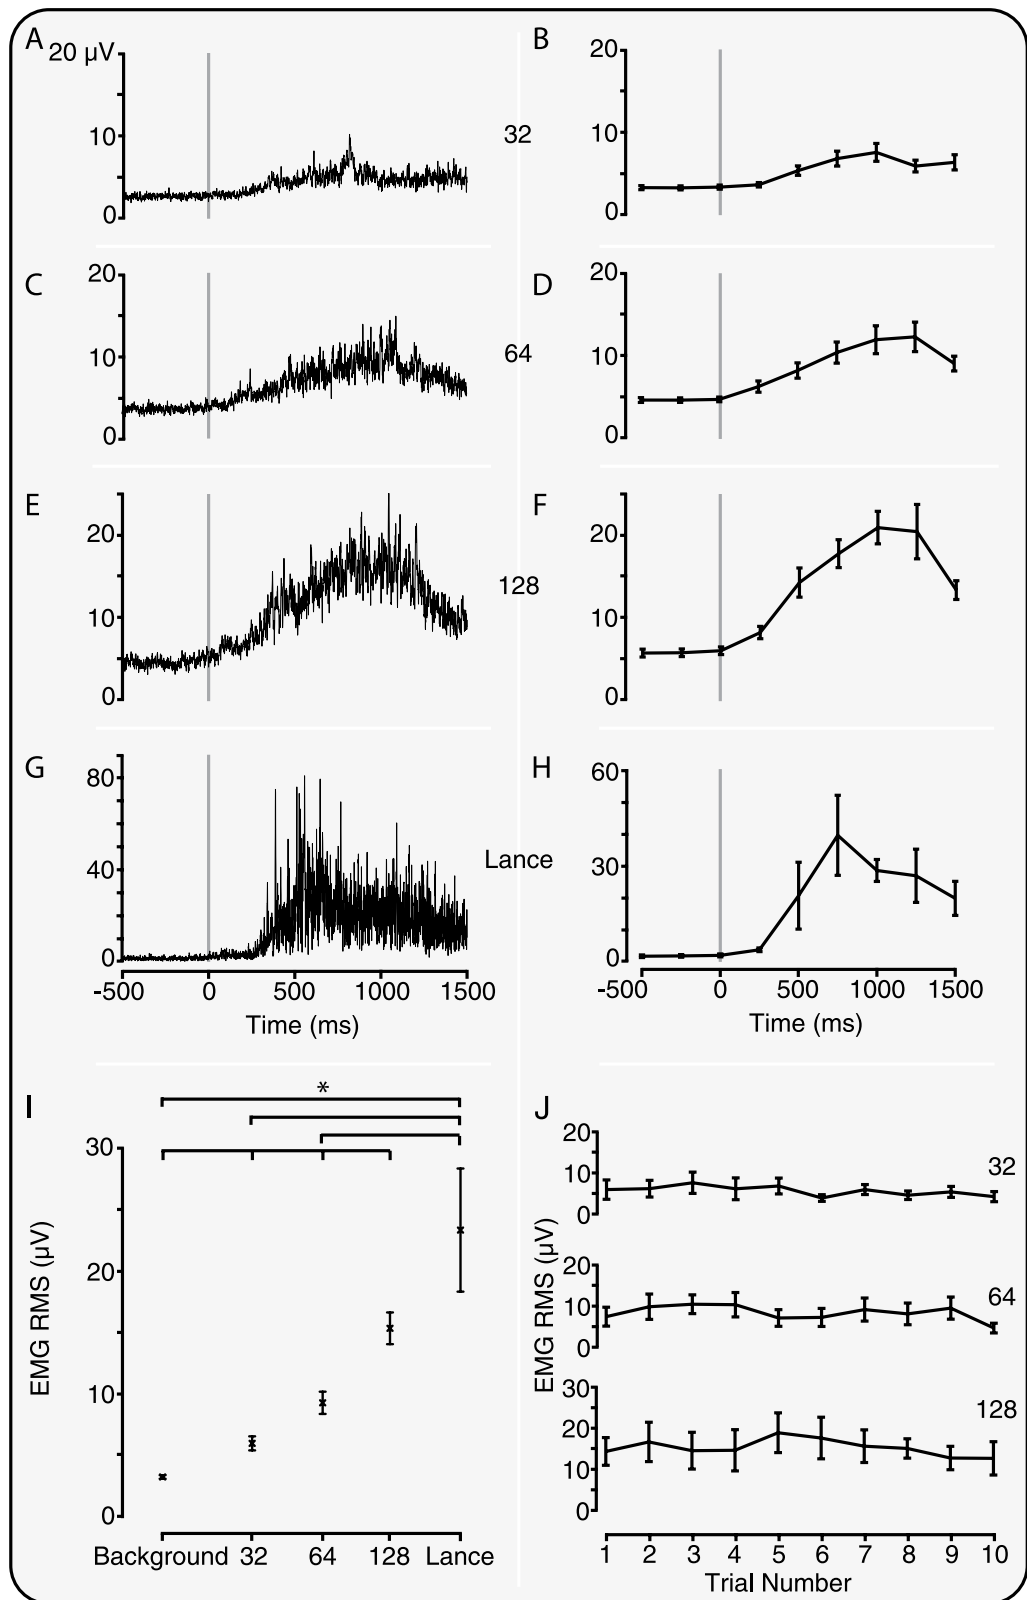 A
20 µV
10
0
32
B
20
10
0
C
20
10
0
64
D
20
10
0
E
20
10
0
128
F
20
10
0
G
80
40
0
-500 0 500 1000 1500
Time (ms)
Lance
H
60
30
0
-500 0 500 1000 1500
Time (ms)
I
*
30
20
10
0
EMG RMS (µV)
Background 32 64 128 Lance
J
20
10
0
32
20
10
0
64
30
20
10
0
128
EMG RMS (µV)
1 2 3 4 5 6 7 8 9 10
Trial Number